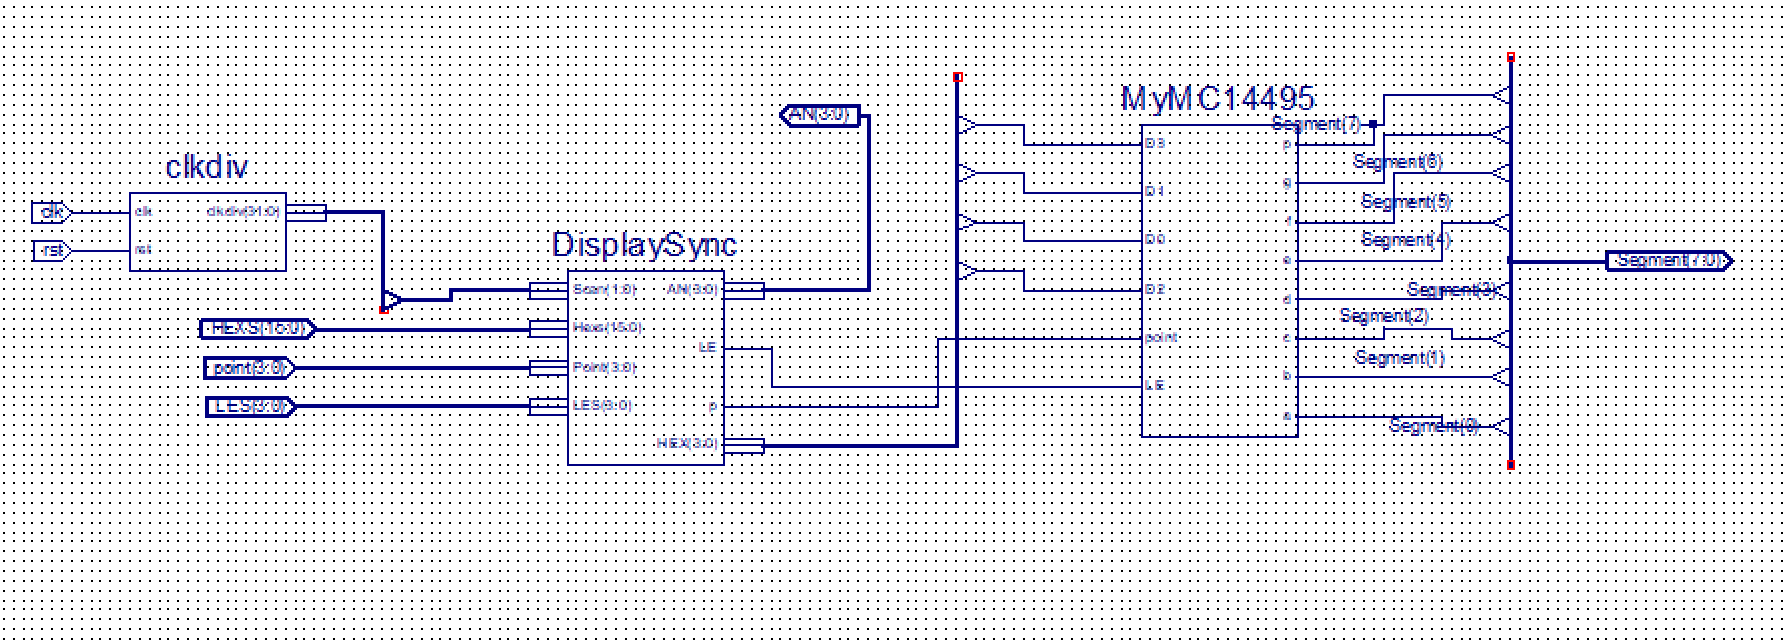 clkdiv
clk
rst
clk
rst
clkdiv(31:0)
HEXS(15:0)
point(3:0)
LES(3:0)
DisplaySync
Scan(1:0)
Hexs(15:0)
Point(3:0)
LES(3:0)
AN(3:0)
LE
p
HEX(3:0)
AN(3:0)
MyMC14495
D3
D1
D0
D2
point
LE
p
g
f
e
d
c
b
a
Segment(7)
Segment(6)
Segment(5)
Segment(4)
Segment(3)
Segment(2)
Segment(1)
Segment(0)
Segment(7:0)